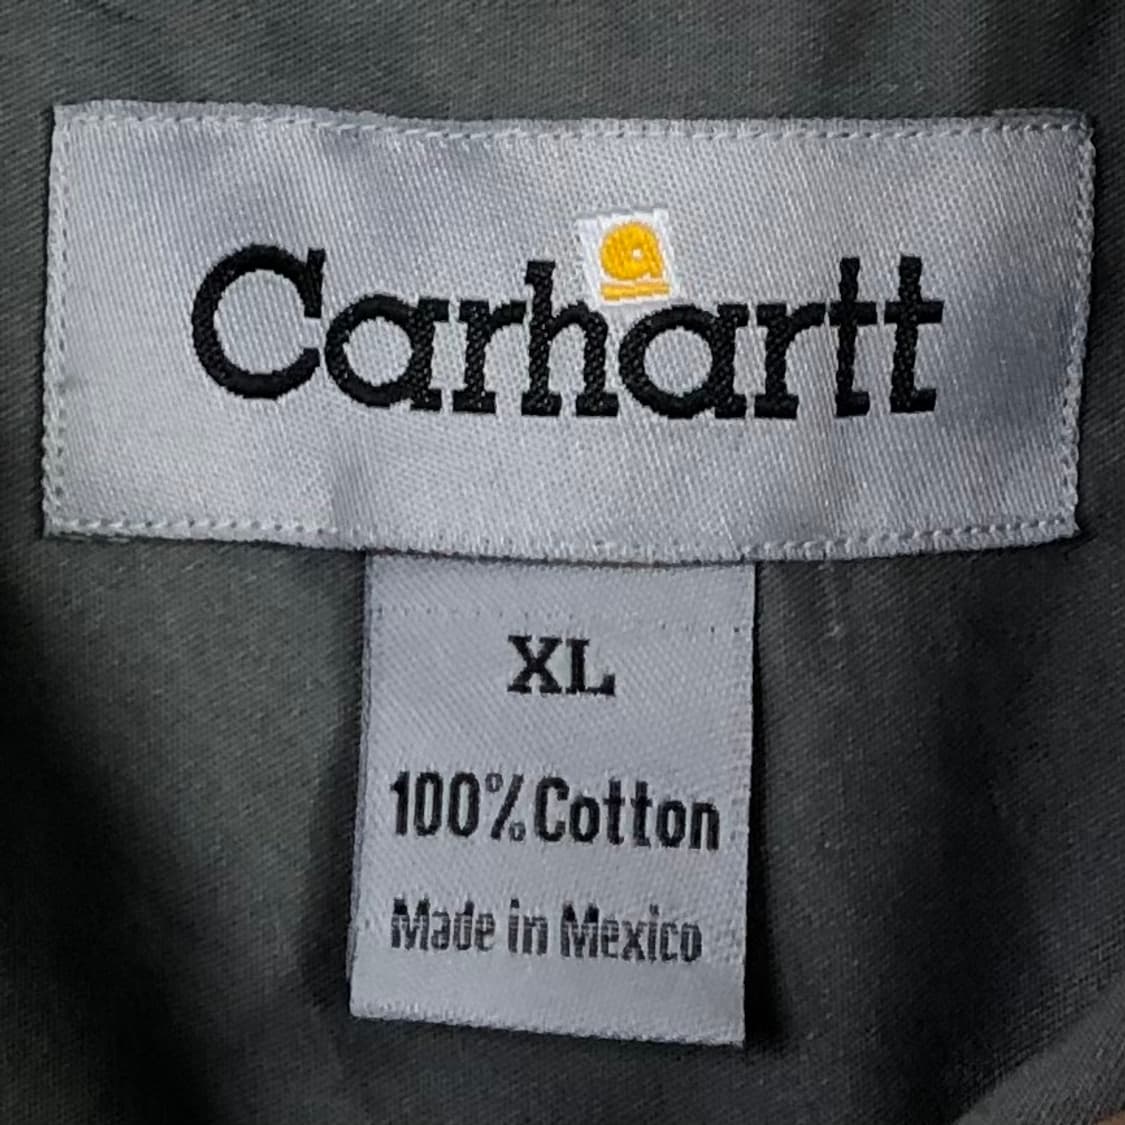 Carhartt
XL
100% Cotton
Made in Mexico